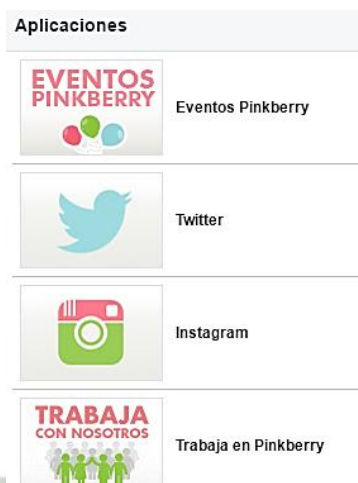 Aplicaciones
EVENTOS
PINKBERRY
Eventos Pinkberry
Twitter
Instagram
TRABAJA
CON NOSOTROS
Trabaja en Pinkberry